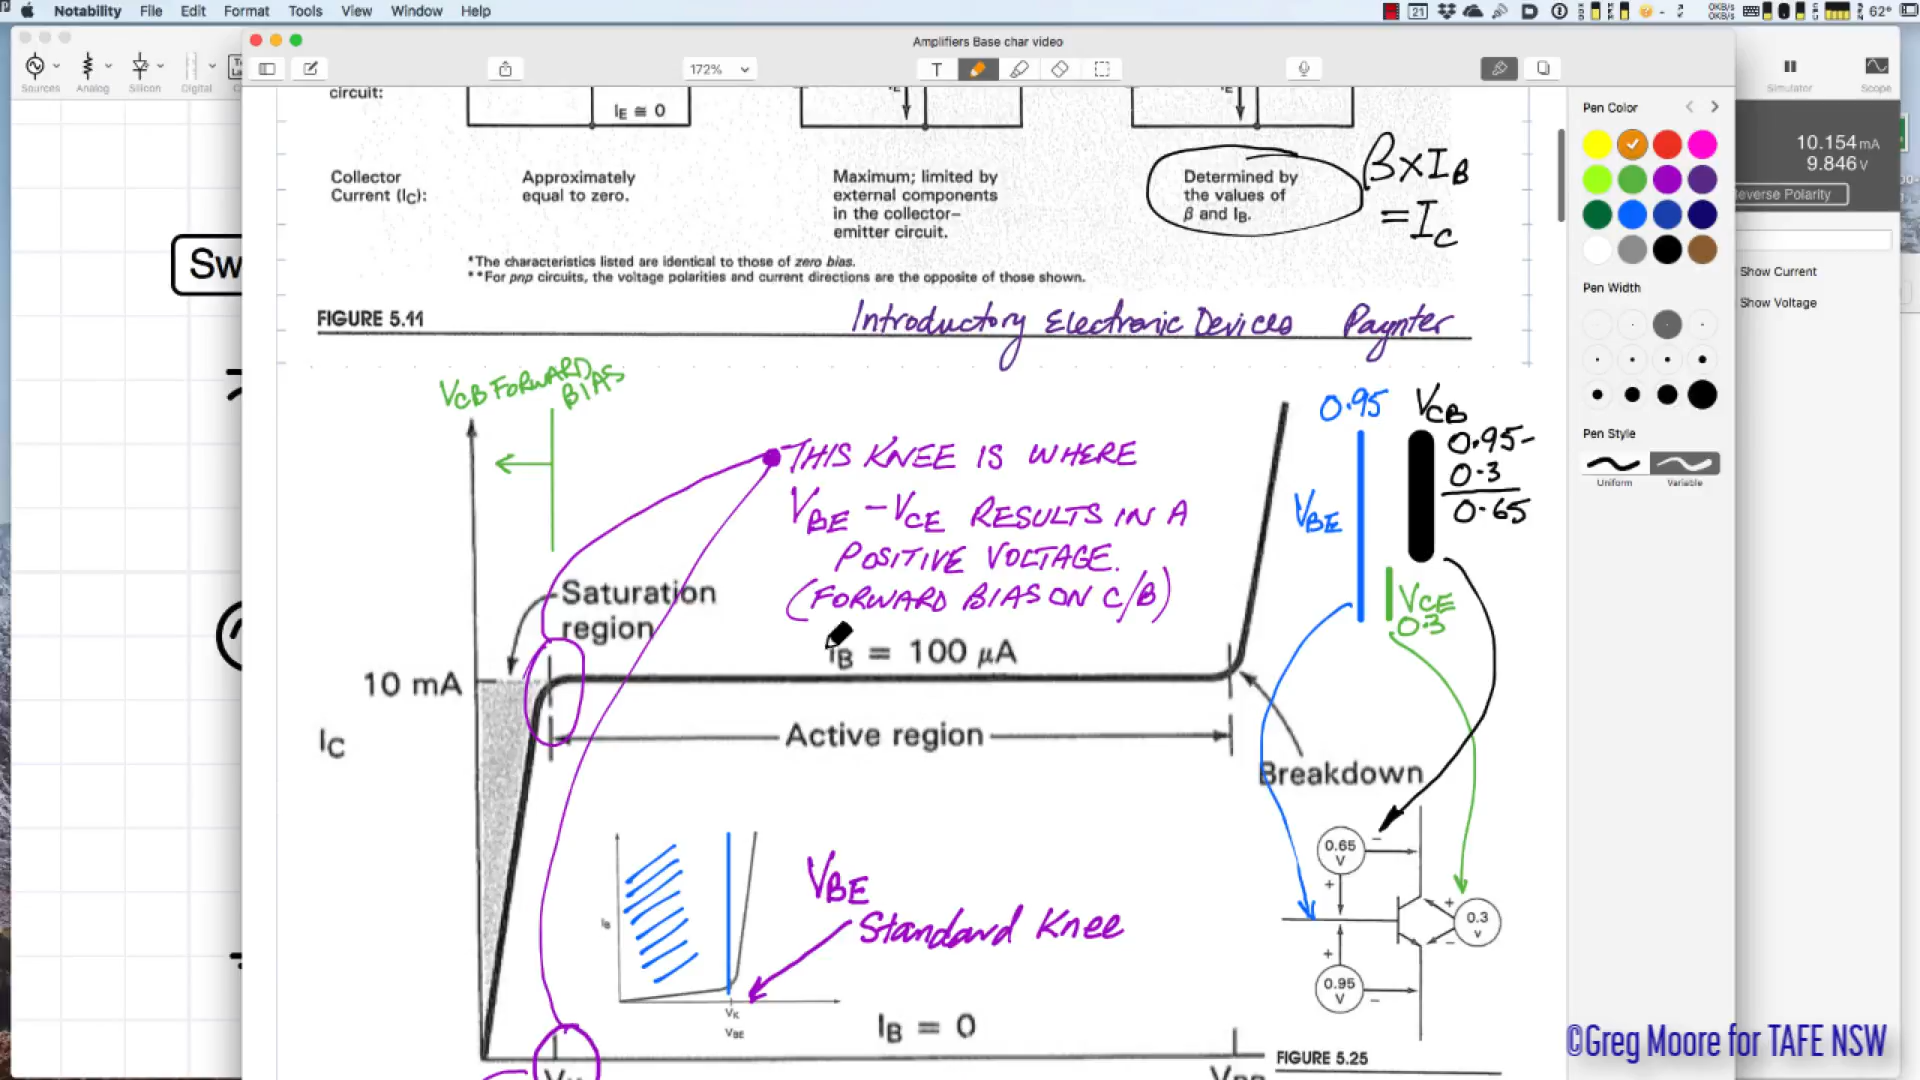 Notability File Edit Format Tools View Window Help
21
62°
Amplifiers Base char video
172%
T
Sources Analog Silicon Digital
Simulator Scope
circuit:
IE ≅ 0
Collector
Current (IC):
Approximately
equal to zero.
Maximum; limited by
external components
in the collector–
emitter circuit.
Determined by
the values of
β and IB.
β×IB
=IC
*The characteristics listed are identical to those of zero bias.
**For pnp circuits, the voltage polarities and current directions are the opposite of those shown.
FIGURE 5.11
Introductory Electronic Devices Paynter
Sw
VCB FORWARD
BIAS
THIS KNEE IS WHERE
VBE - VCE RESULTS IN A
POSITIVE VOLTAGE.
(FORWARD BIAS ON C/B)
0.95
VBE
VCB
0.95-
0.3
0.65
VCE
0.3
Saturation
region
IB = 100 μA
10 mA
IC
Active region
Breakdown
VBE
Standard Knee
IB
VK
VBE
IB = 0
0.65
V
-
+
+
0.3
V
-
+
0.95
V
-
FIGURE 5.25
Pen Color
Pen Width
Pen Style
Uniform Variable
10.154 mA
9.846 V
everse Polarity
Show Current
Show Voltage
©Greg Moore for TAFE NSW